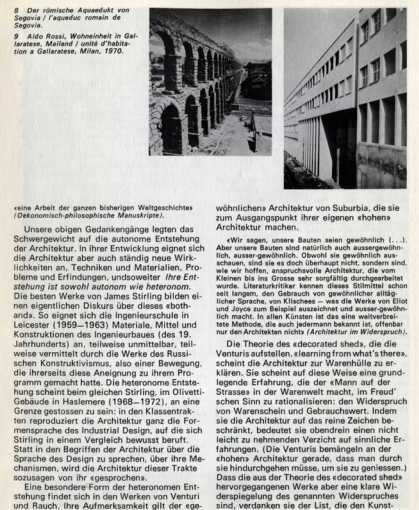 8 Der römische Aquaedukt von
Segovia / l'aqueduc romain de
Segovia.
9 Aldo Rossi, Wohneinheit in Gal-
laratese, Mailand / unité d'habita-
tion a Gallaratese, Milan, 1970.
«eine Arbeit der ganzen bisherigen Weltgeschichte»
(Oekonomisch-philosophische Manuskripte).
Unsere obigen Gedankengänge legten das
Schwergewicht auf die autonome Entstehung
der Architektur. In ihrer Entwicklung eignet sich
die Architektur aber auch ständig neue Wirk-
lichkeiten an, Techniken und Materialien, Pro-
bleme und Erfindungen, undsoweiter Ihre Ent-
stehung ist sowohl autonom wie heteronom.
Die besten Werke von James Stirling bilden ei-
nen eigentlichen Diskurs über dieses «both-
and». So eignet sich die Ingenieurschule in
Leicester (1959–1963) Materiale, Mittel und
Konstruktionen des Ingenieurbaues (des 19.
Jahrhunderts) an, teilweise unmittelbar, teil-
weise vermittelt durch die Werke des Russi-
schen Konstruktivismus, also einer Bewegung,
die ihrerseits diese Aneignung zu ihrem Pro-
gramm gemacht hatte. Die heteronome Entste-
hung scheint beim gleichen Stirling, im Olivetti-
Gebäude in Haslemere (1968–1972), an eine
Grenze gestossen zu sein: in den Klassentrak-
ten reproduziert die Architektur ganz die For-
mensprache des Industrial Design, auf die sich
Stirling in einem Vergleich bewusst beruft.
Statt in den Begriffen der Architektur über die
Sprache des Design zu sprechen, über ihre Me-
chanismen, wird die Architektur dieser Trakte
sozusagen von ihr «gesprochen».
Eine besondere Form der heteronomen Ent-
stehung findet sich in den Werken von Venturi
und Rauch. Ihre Aufmerksamkeit gilt der «ge-
wöhnlichen» Architektur von Suburbia, die sie
zum Ausgangspunkt ihrer eigenen «hohen»
Architektur machen.
«Wir sagen, unsere Bauten seien gewöhnlich (...).
Aber unsere Bauten sind natürlich auch aussergewöhn-
lich, ausser-gewöhnlich. Obwohl sie gewöhnlich aus-
schauen, sind sie es doch überhaupt nicht, sondern sind,
wie wir hoffen, anspruchsvolle Architektur, die vom
Kleinen bis ins Grosse sehr sorgfältig durchgearbeitet
wurde. Literaturkritiker kennen dieses Stilmittel schon
seit langem, den Gebrauch von gewöhnlicher alltäg-
licher Sprache, von Klischees — was die Werke von Eliot
und Joyce zum Beispiel auszeichnet und ausser-gewöhn-
lich macht. In allen Künsten ist das eine weitverbrei-
tete Methode, die auch jedermann bekannt ist, offenbar
nur den Architekten nicht» (Architektur im Widerspruch).
Die Theorie des «decorated shed», die die
Venturis aufstellen, «learning from what's there»,
scheint die Architektur zur Warenhülle zu er-
klären. Sie scheint auf diese Weise eine grund-
legende Erfahrung, die der «Mann auf der
Strasse» in der Warenwelt macht, im Freud'
schen Sinn zu rationalisieren: den Widerspruch
von Warenschein und Gebrauchswert. Indem
sie die Architektur auf das reine Zeichen be-
schränkt, bedeutet sie obendrein einen nicht
leicht zu nehmenden Verzicht auf sinnliche Er-
fahrungen. (Die Venturis bemängeln an der
«hohen» Architektur gerade, dass man durch
sie hindurchgehen müsse, um sie zu geniessen.)
Dass die aus der Theorie des «decorated shed»
hervorgegangenen Werke aber eine klare Wi-
derspiegelung des genannten Widerspruches
sind, verdanken sie der List, die den Kunst-